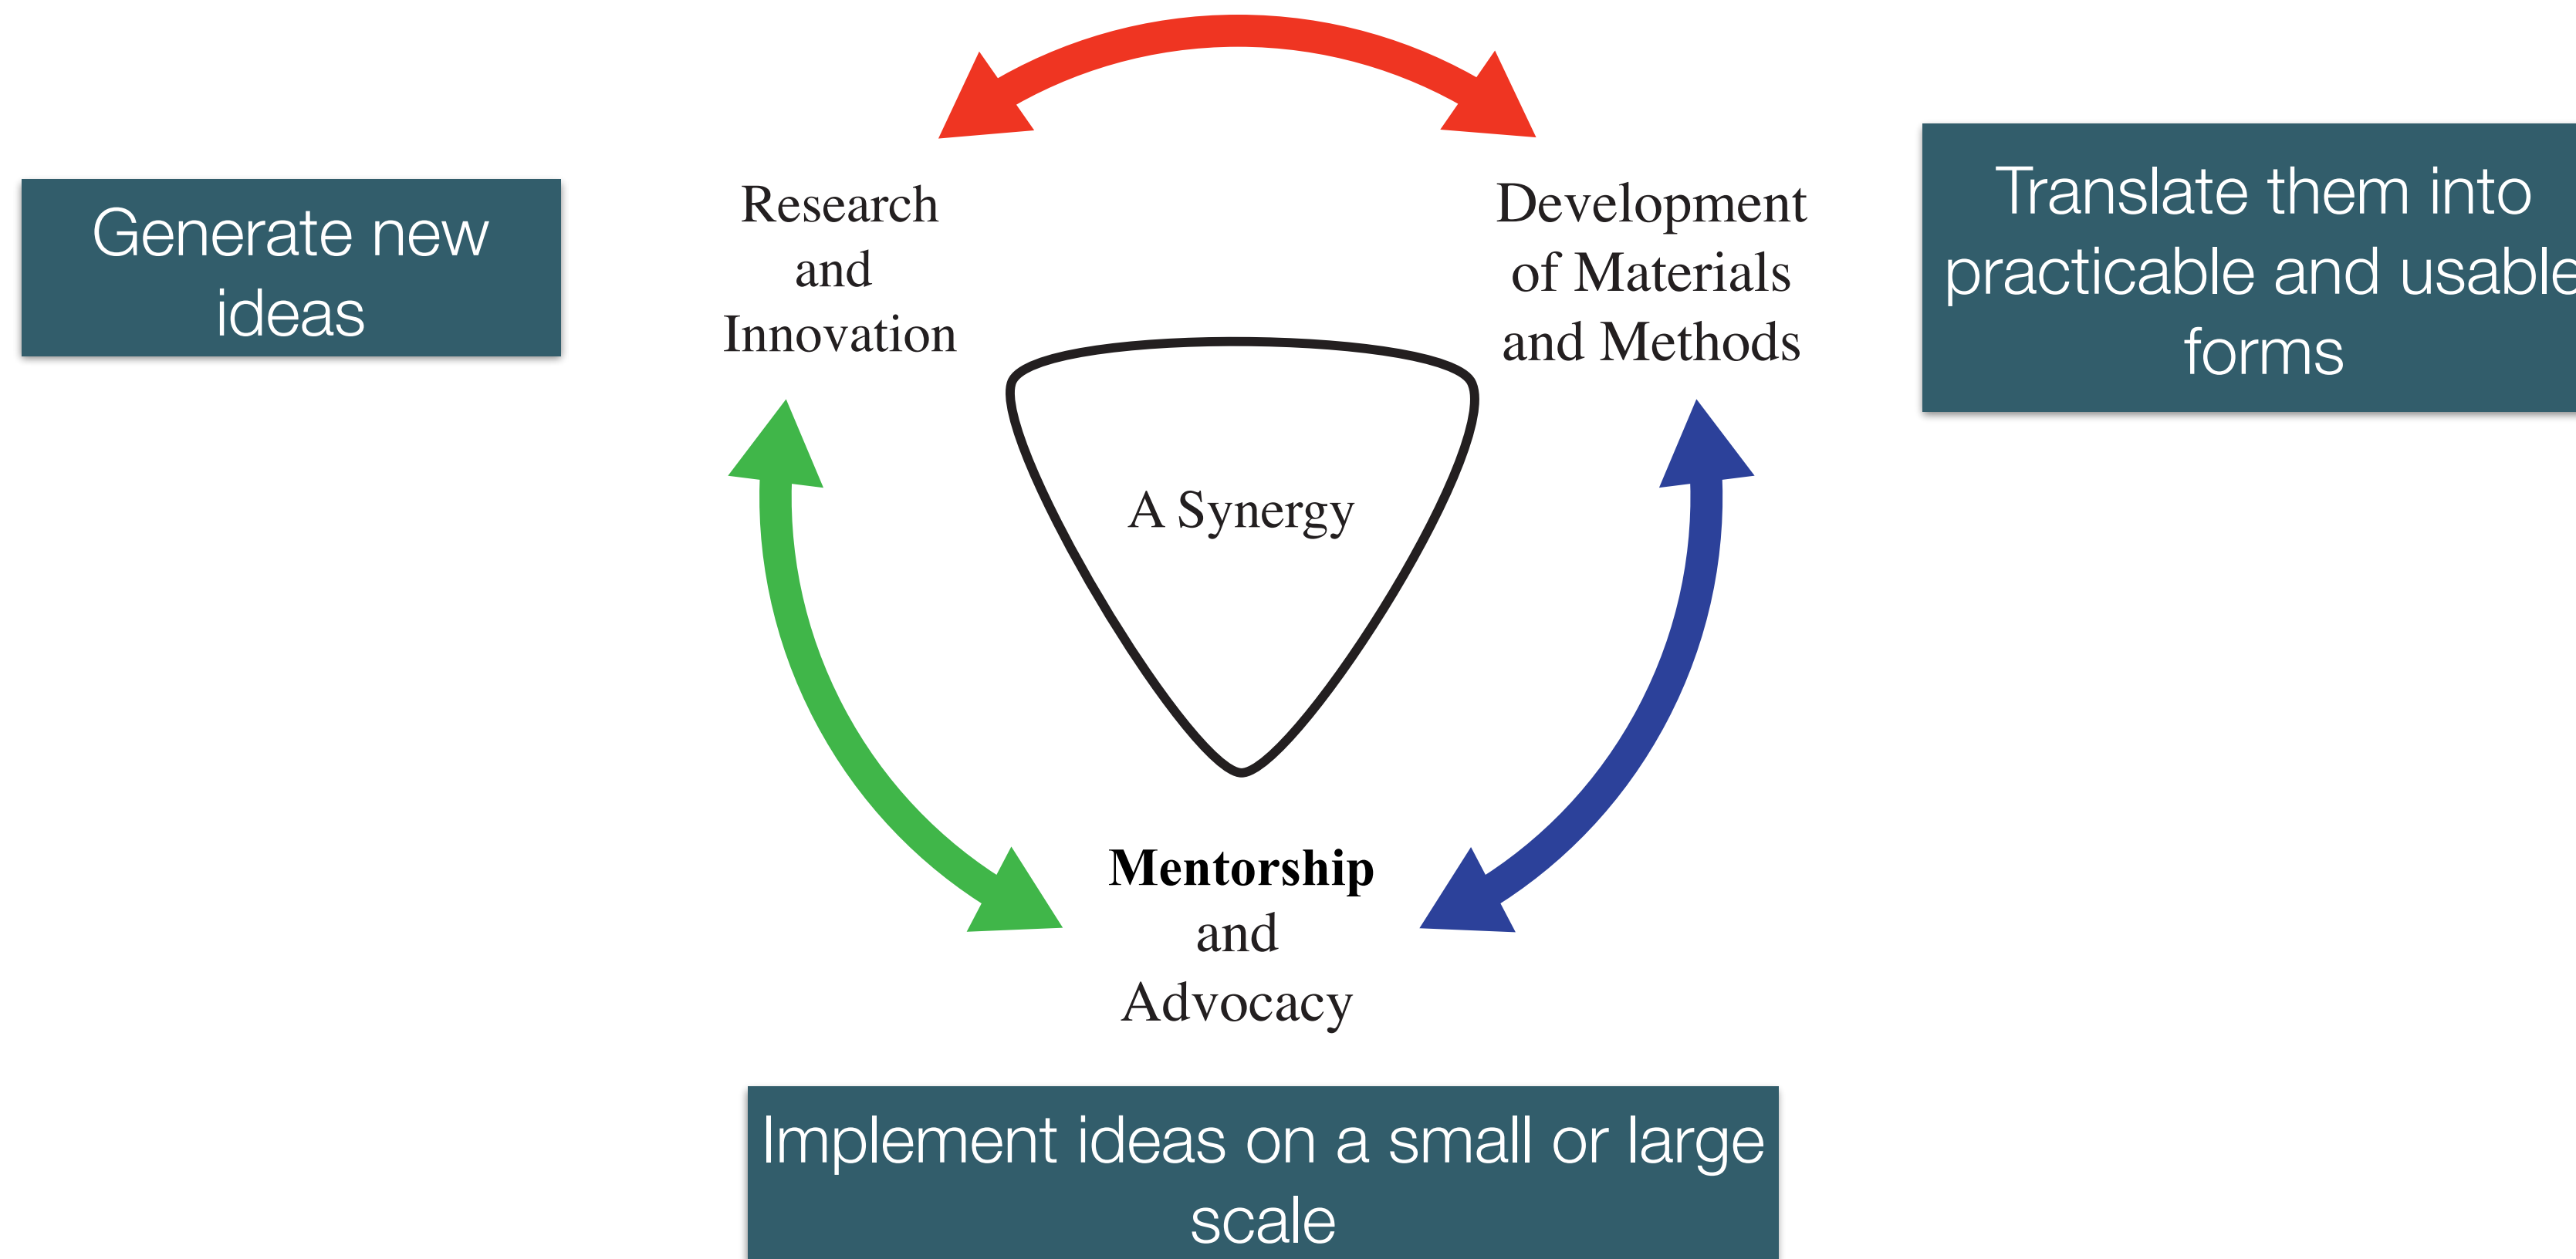 Generate new
ideas
Research
and
Innovation
Development
of Materials
and Methods
Translate them into
practicable and usable
forms
A Synergy
Mentorship
and
Advocacy
Implement ideas on a small or large
scale